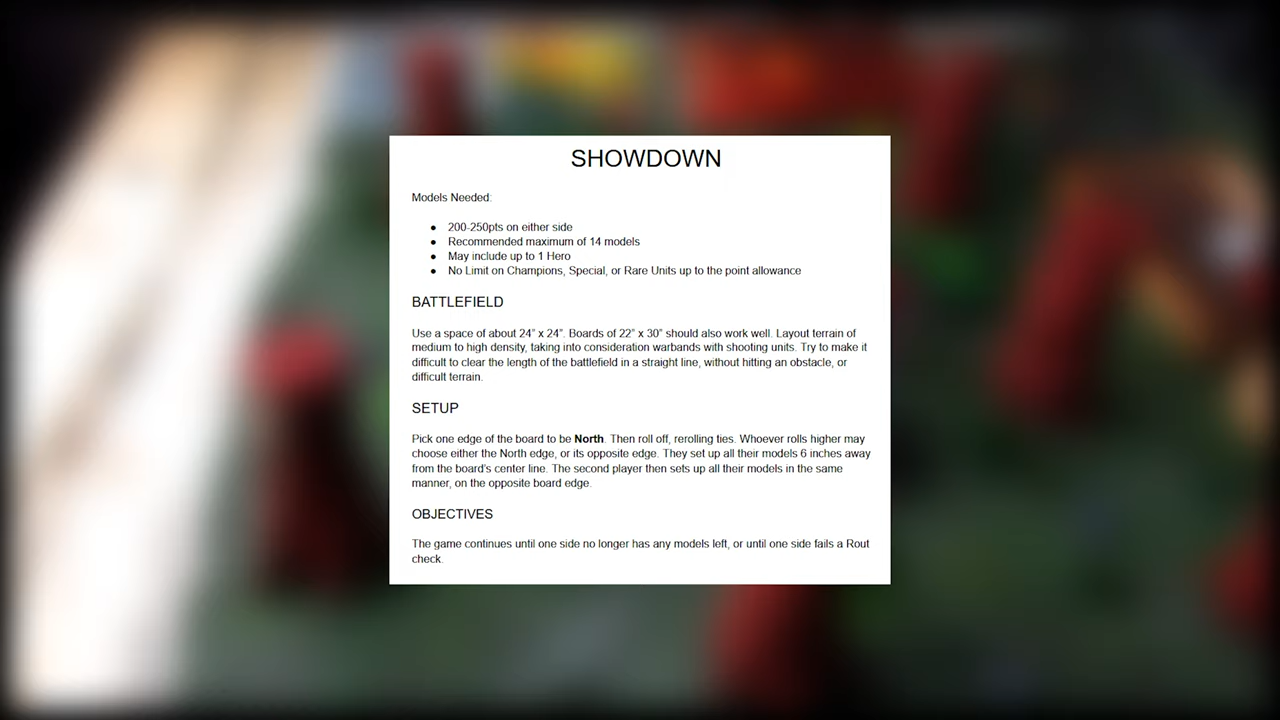 SHOWDOWN
Models Needed:
● 200-250pts on either side
● Recommended maximum of 14 models
● May include up to 1 Hero
● No Limit on Champions, Special, or Rare Units up to the point allowance
BATTLEFIELD
Use a space of about 24” x 24”. Boards of 22” x 30” should also work well. Layout terrain of
medium to high density, taking into consideration warbands with shooting units. Try to make it
difficult to clear the length of the battlefield in a straight line, without hitting an obstacle, or
difficult terrain.
SETUP
Pick one edge of the board to be North. Then roll off, rerolling ties. Whoever rolls higher may
choose either the North edge, or its opposite edge. They set up all their models 6 inches away
from the board’s center line. The second player then sets up all their models in the same
manner, on the opposite board edge.
OBJECTIVES
The game continues until one side no longer has any models left, or until one side fails a Rout
check.